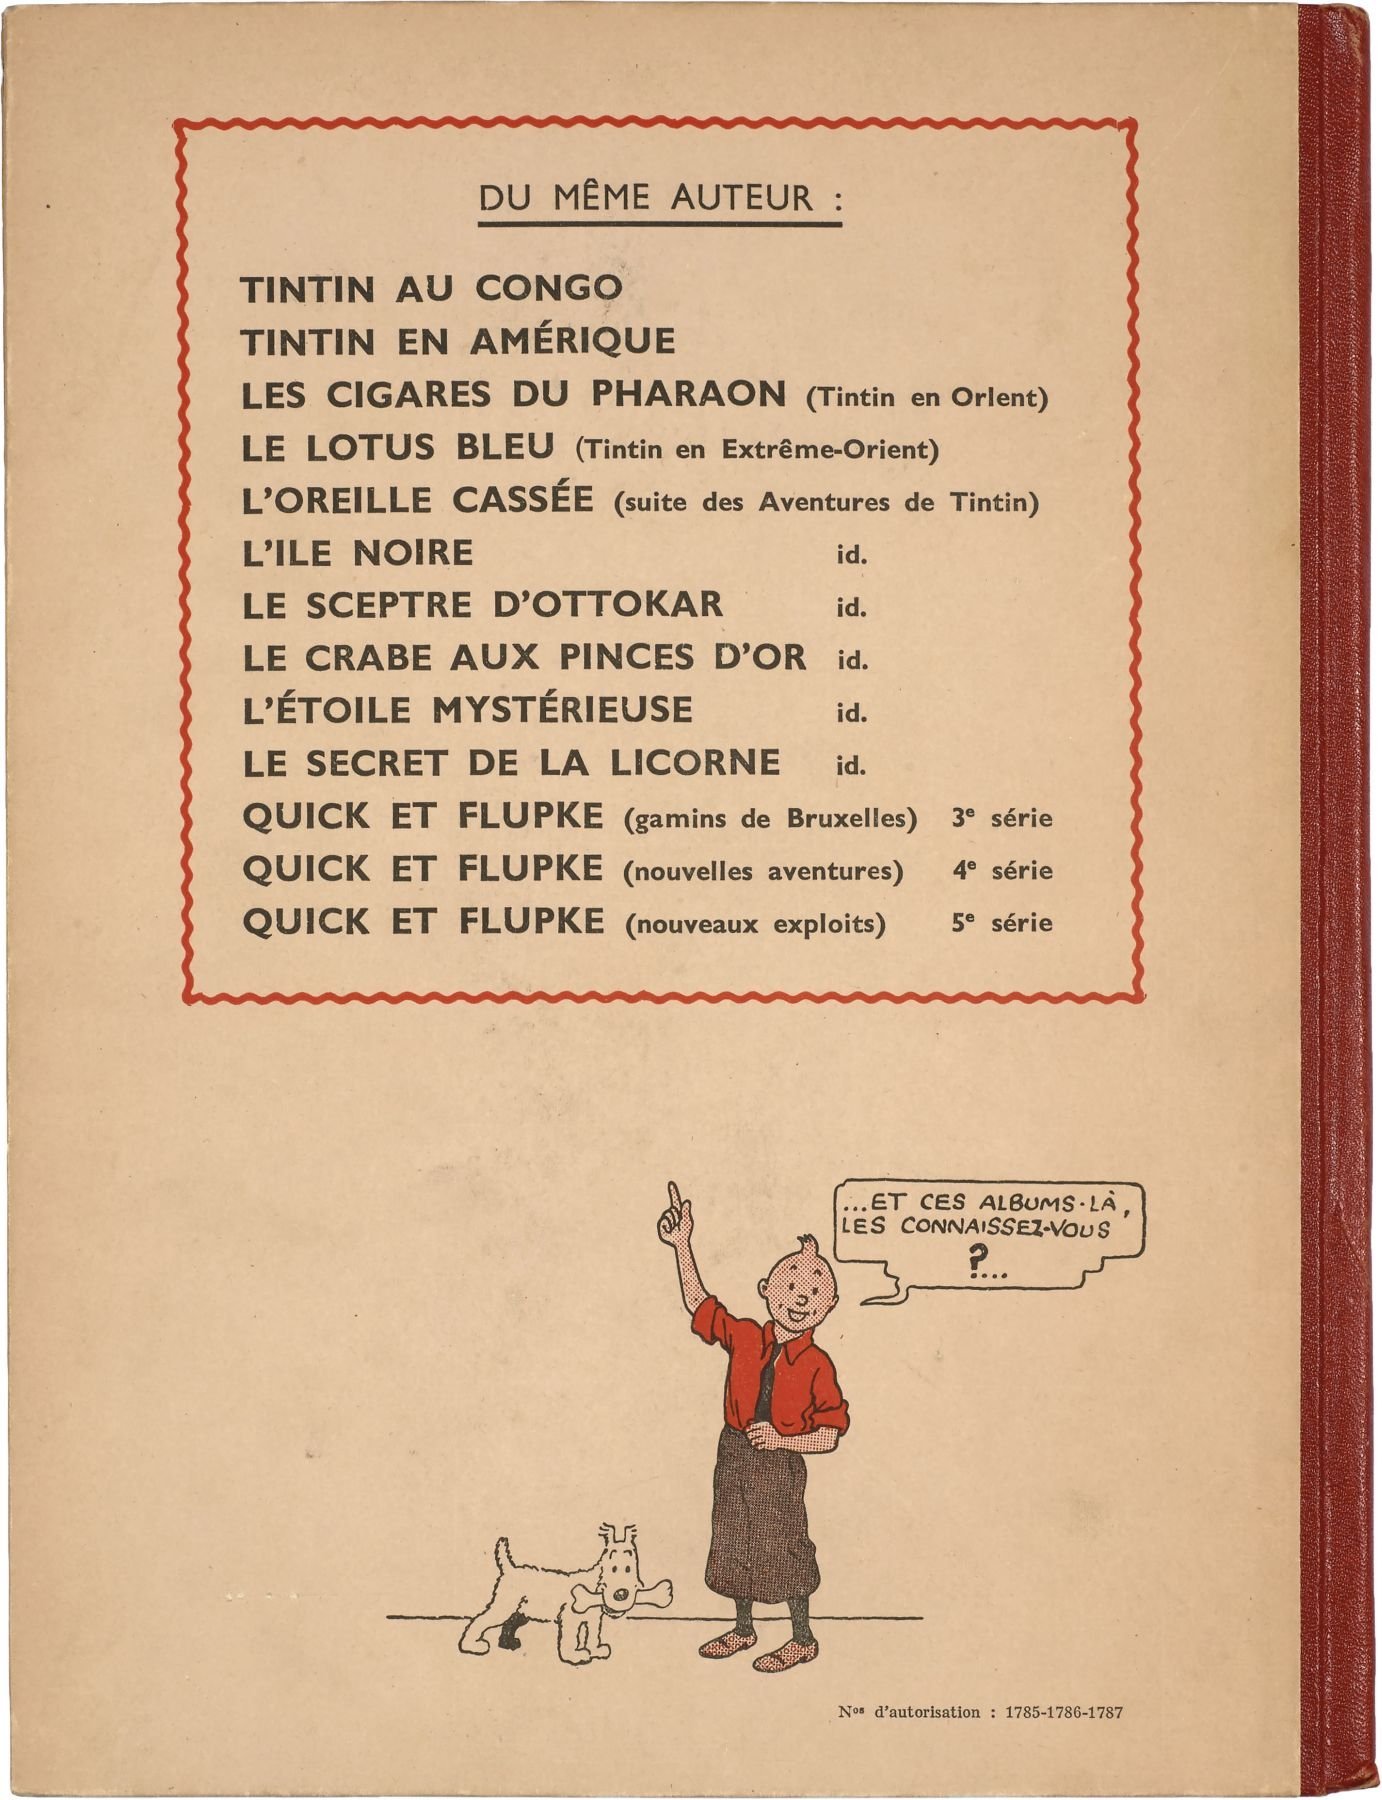 DU MÊME AUTEUR :
TINTIN AU CONGO
TINTIN EN AMÉRIQUE
LES CIGARES DU PHARAON (Tintin en Orient)
LE LOTUS BLEU (Tintin en Extrême-Orient)
L'OREILLE CASSÉE (suite des Aventures de Tintin)
L'ILE NOIRE id.
LE SCEPTRE D'OTTOKAR id.
LE CRABE AUX PINCES D'OR id.
L'ÉTOILE MYSTÉRIEUSE id.
LE SECRET DE LA LICORNE id.
QUICK ET FLUPKE (gamins de Bruxelles) 3e série
QUICK ET FLUPKE (nouvelles aventures) 4e série
QUICK ET FLUPKE (nouveaux exploits) 5e série
...ET CES ALBUMS-LÀ,
LES CONNAISSEZ-VOUS
?...
Nos d'autorisation : 1785-1786-1787